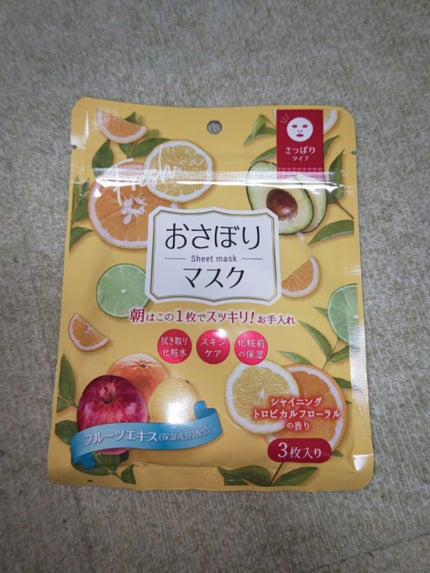 さっぱり
タイプ
おさぼり
Sheet mask
マスク
朝はこの1枚でスッキリ!お手入れ
拭き取り
化粧水
スキン
ケア
化粧前
の保湿
シャイニング
トロピカルフローラル
の香り
フルーツエキス(保湿成分)配合
3枚入り